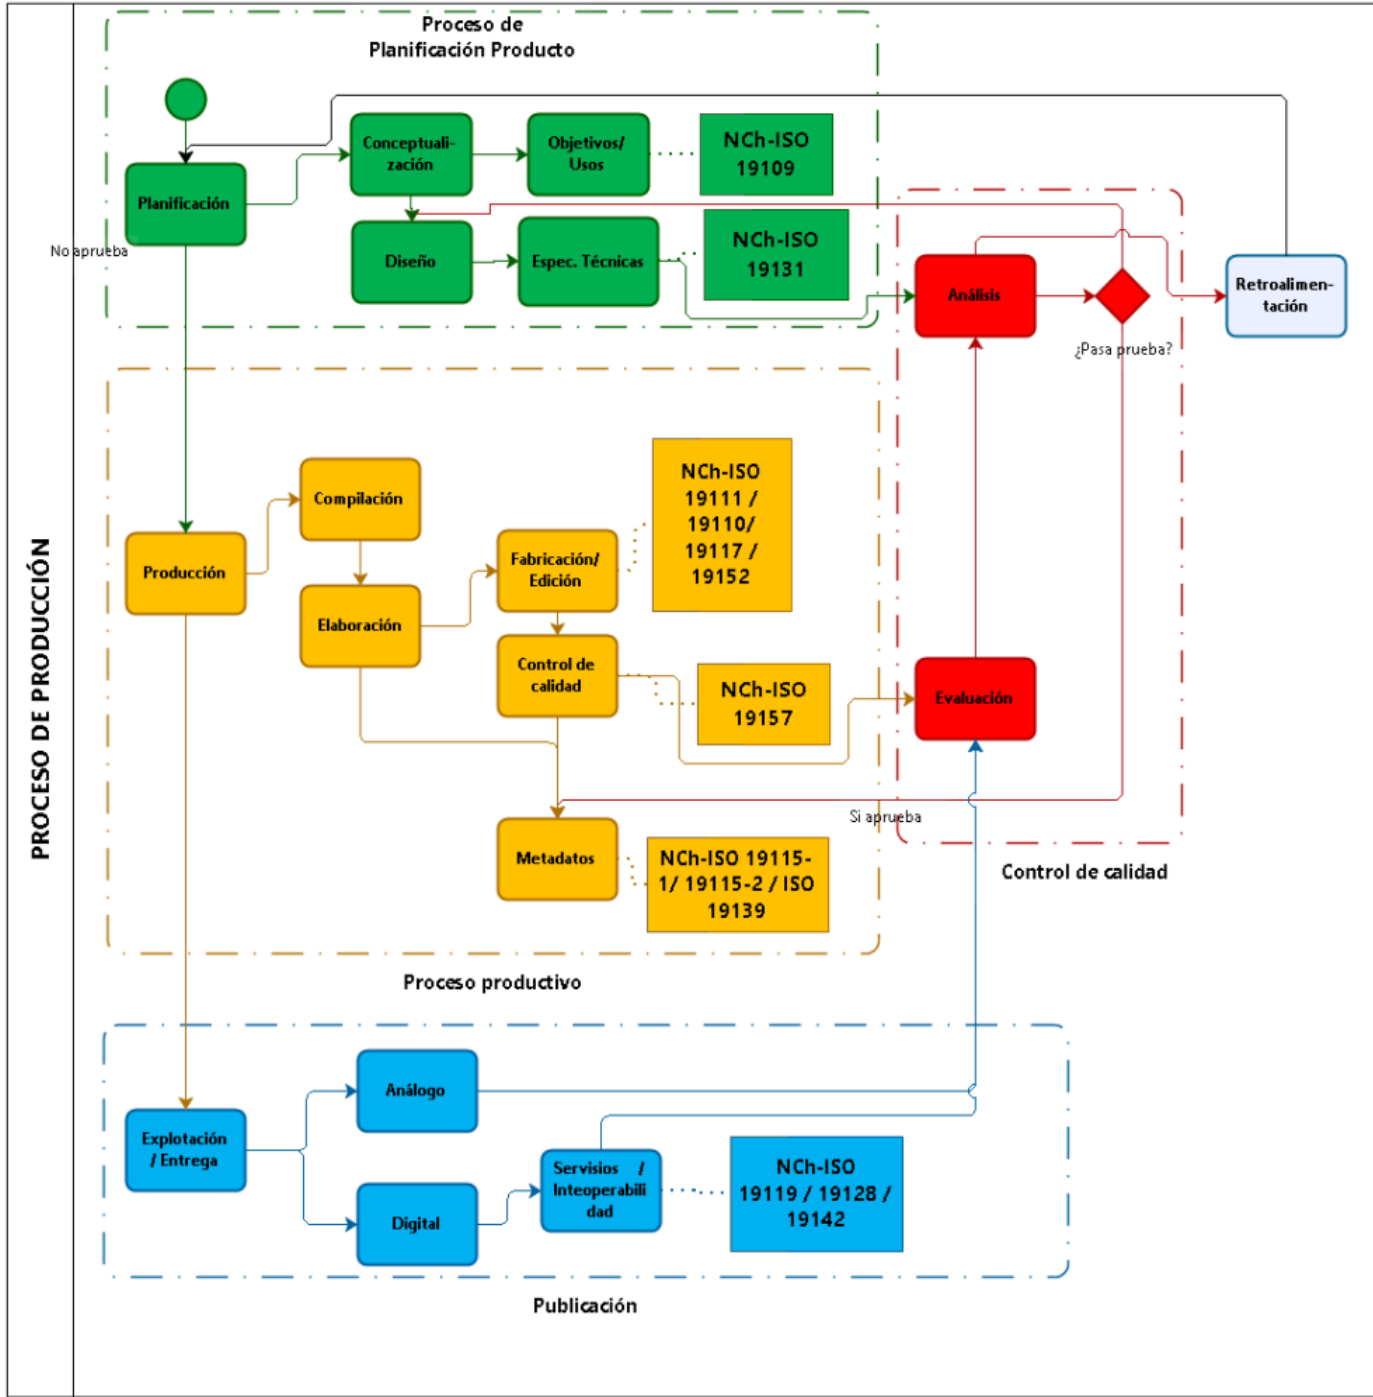 PROCESO DE PRODUCCIÓN
Proceso de
Planificación Producto
Planificación
No aprueba
Conceptuali-
zación
Objetivos/
Usos
NCh-ISO
19109
Diseño
Espec. Técnicas
NCh-ISO
19131
Análisis
¿Pasa prueba?
Retroalimen-
tación
Producción
Compilación
Elaboración
Fabricación/
Edición
NCh-ISO
19111 /
19110/
19117 /
19152
Control de
calidad
NCh-ISO
19157
Evaluación
Si aprueba
Metadatos
NCh-ISO 19115-
1/ 19115-2 / ISO
19139
Control de calidad
Proceso productivo
Explotación
/ Entrega
Análogo
Digital
Servisios /
Inteoperabili
dad
NCh-ISO
19119 / 19128 /
19142
Publicación